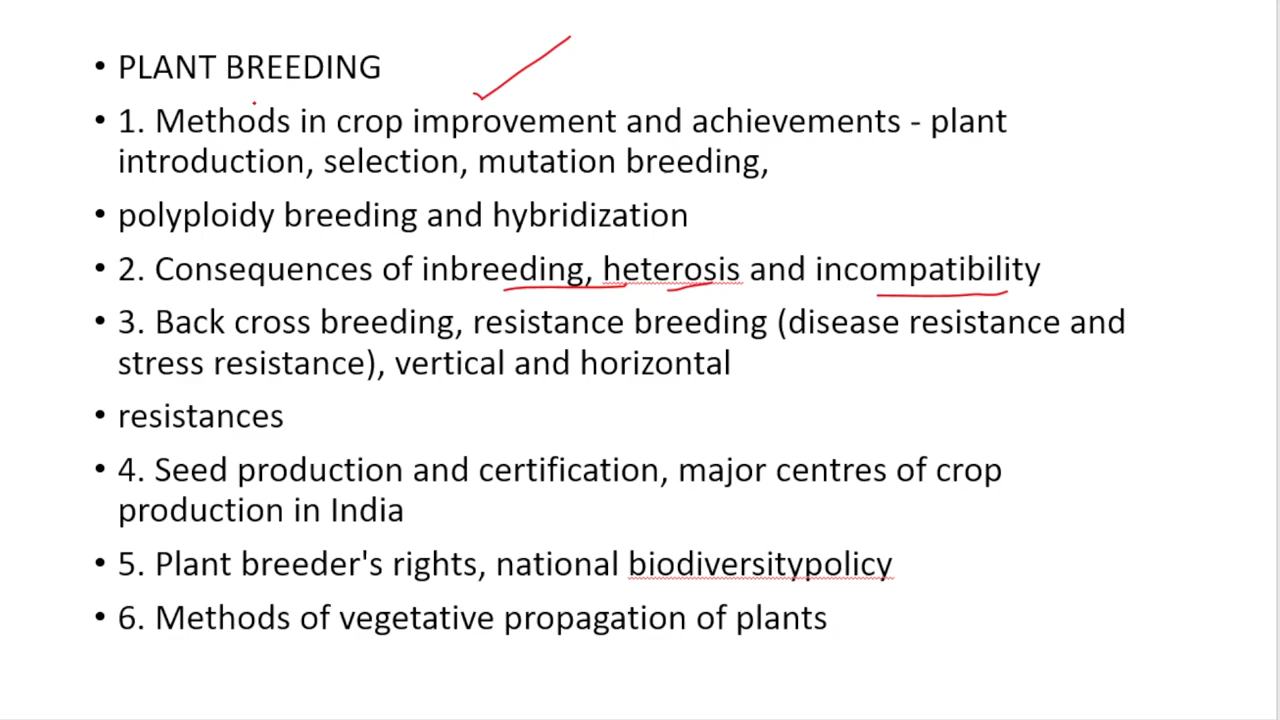 • PLANT BREEDING
• 1. Methods in crop improvement and achievements - plant
introduction, selection, mutation breeding,
• polyploidy breeding and hybridization
• 2. Consequences of inbreeding, heterosis and incompatibility
• 3. Back cross breeding, resistance breeding (disease resistance and
stress resistance), vertical and horizontal
• resistances
• 4. Seed production and certification, major centres of crop
production in India
• 5. Plant breeder's rights, national biodiversitypolicy
• 6. Methods of vegetative propagation of plants